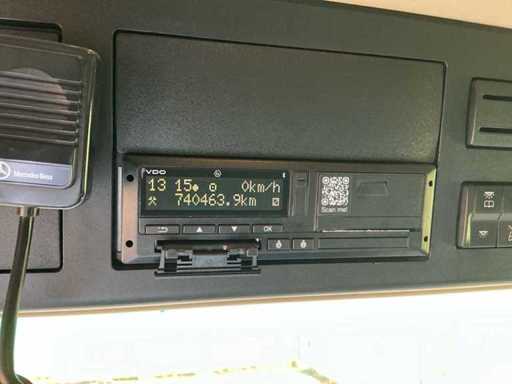 VDO
13 15 0km/h
740463.9km
OK
Scan me!
Mercedes-Benz